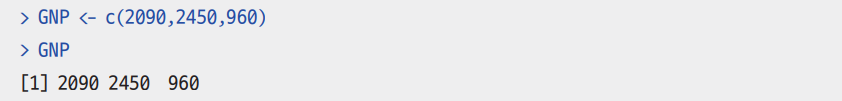 > GNP <- c(2090,2450,960)
> GNP
[1] 2090 2450  960